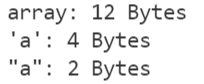 array: 12 Bytes
'a': 4 Bytes
"a": 2 Bytes